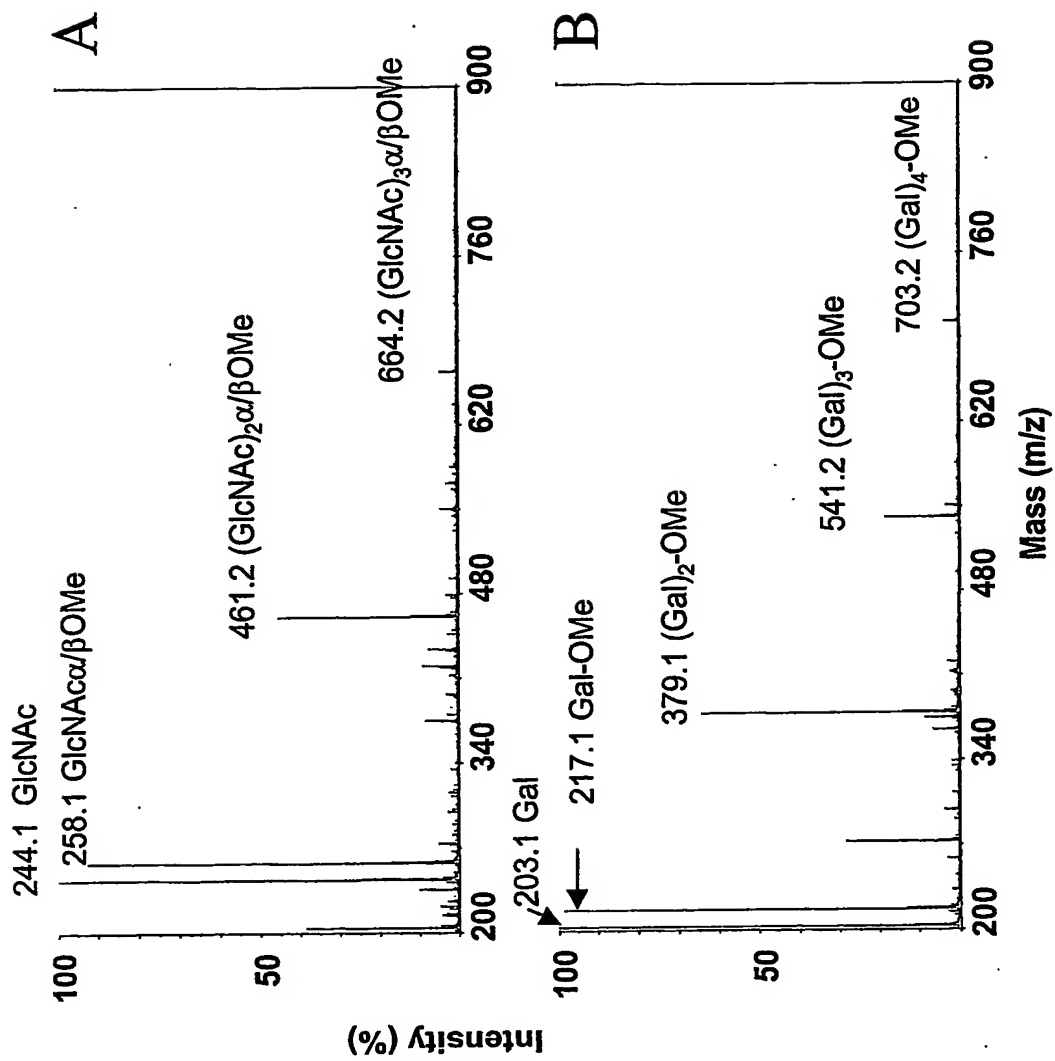 A
244.1 GlcNAc
258.1 GlcNAcα/βOMe
461.2 (GlcNAc)₂α/βOMe
664.2 (GlcNAc)₃α/βOMe
100
50
200 340 480 620 760 900
B
203.1 Gal
217.1 Gal-OMe
379.1 (Gal)₂-OMe
541.2 (Gal)₃-OMe
703.2 (Gal)₄-OMe
100
50
200 340 480 620 760 900
Mass (m/z)
Intensity (%)